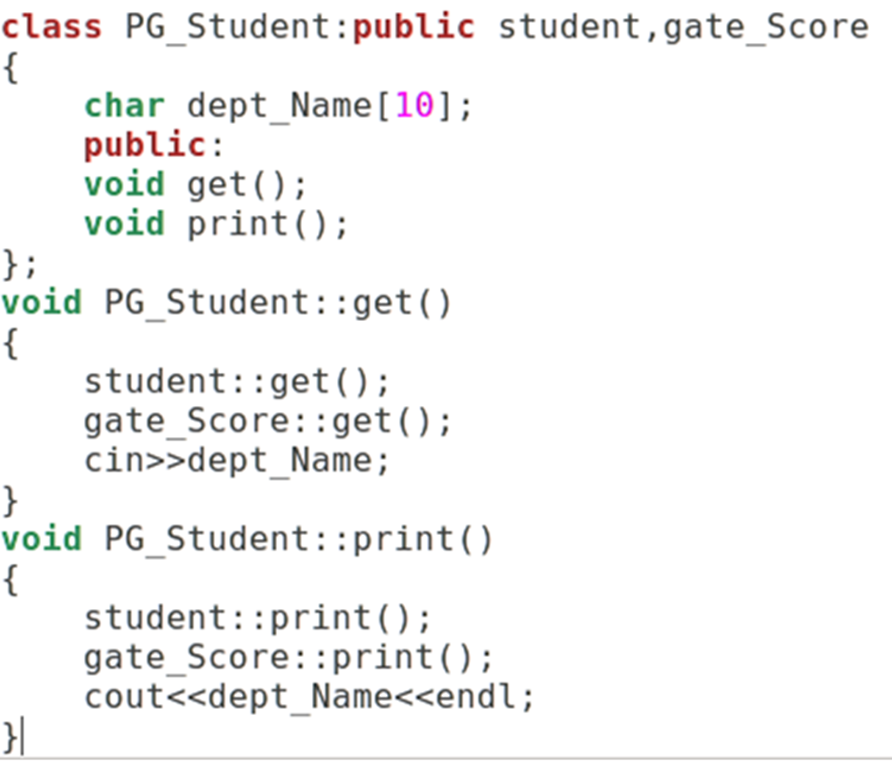 class PG_Student:public student,gate_Score
{
    char dept_Name[10];
    public:
    void get();
    void print();
};
void PG_Student::get()
{
    student::get();
    gate_Score::get();
    cin>>dept_Name;
}
void PG_Student::print()
{
    student::print();
    gate_Score::print();
    cout<<dept_Name<<endl;
}